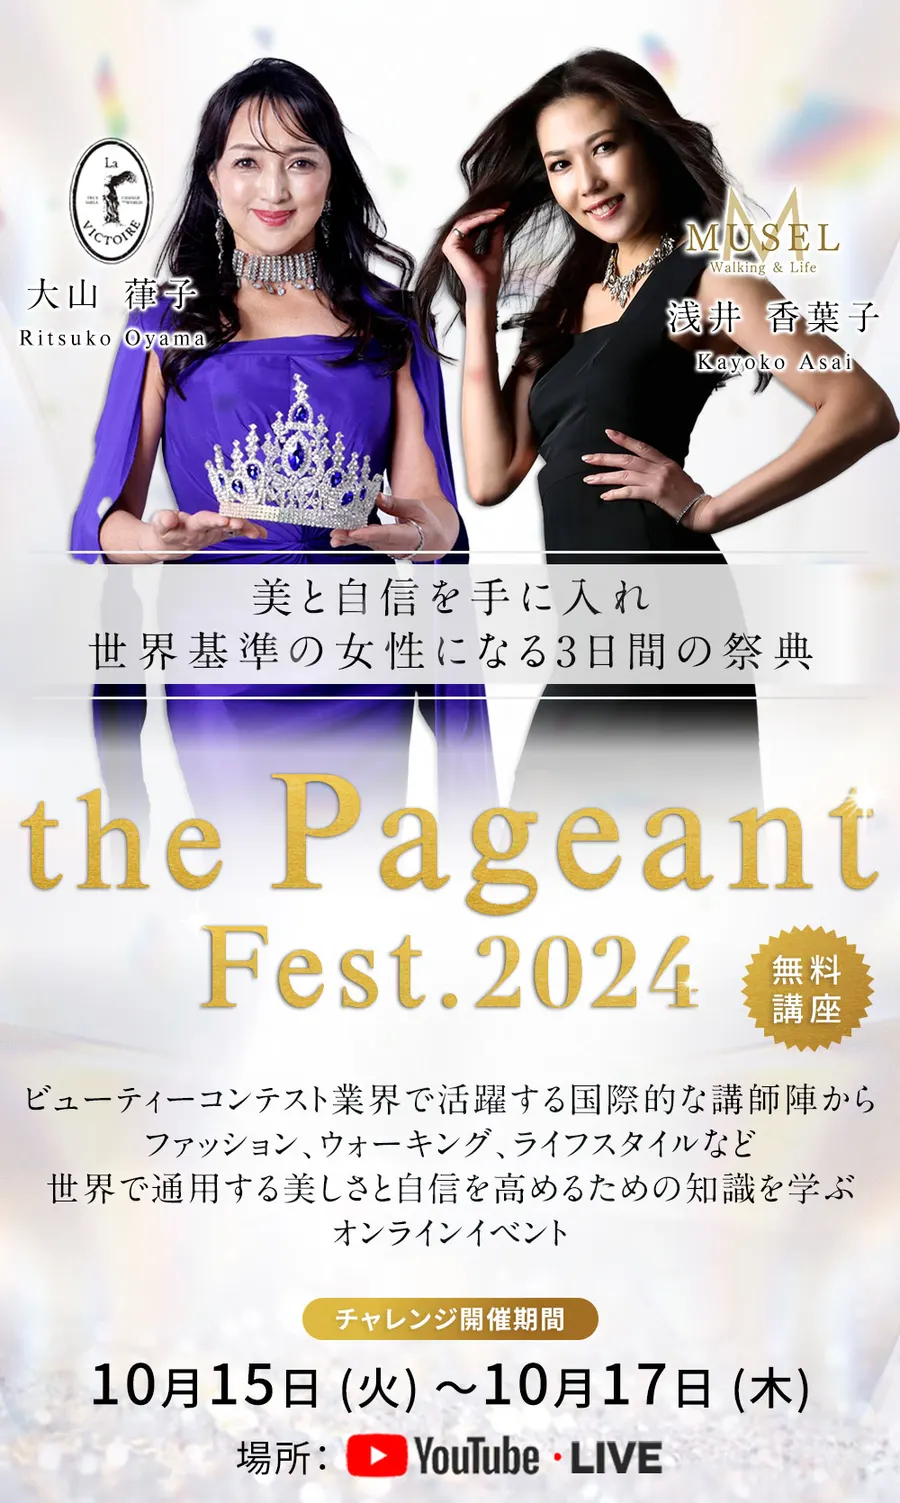 La
VICTOIRE
大山 葎子
Ritsuko Oyama
MUSEL
Walking & Life
浅井 香葉子
Kayoko Asai
美と自信を手に入れ
世界基準の女性になる3日間の祭典
the Pageant
Fest.2024
無料
講座
ビューティーコンテスト業界で活躍する国際的な講師陣から
ファッション、ウォーキング、ライフスタイルなど
世界で通用する美しさと自信を高めるための知識を学ぶ
オンラインイベント
チャレンジ開催期間
10月15日 (火) ～10月17日 (木)
場所： YouTube・LIVE